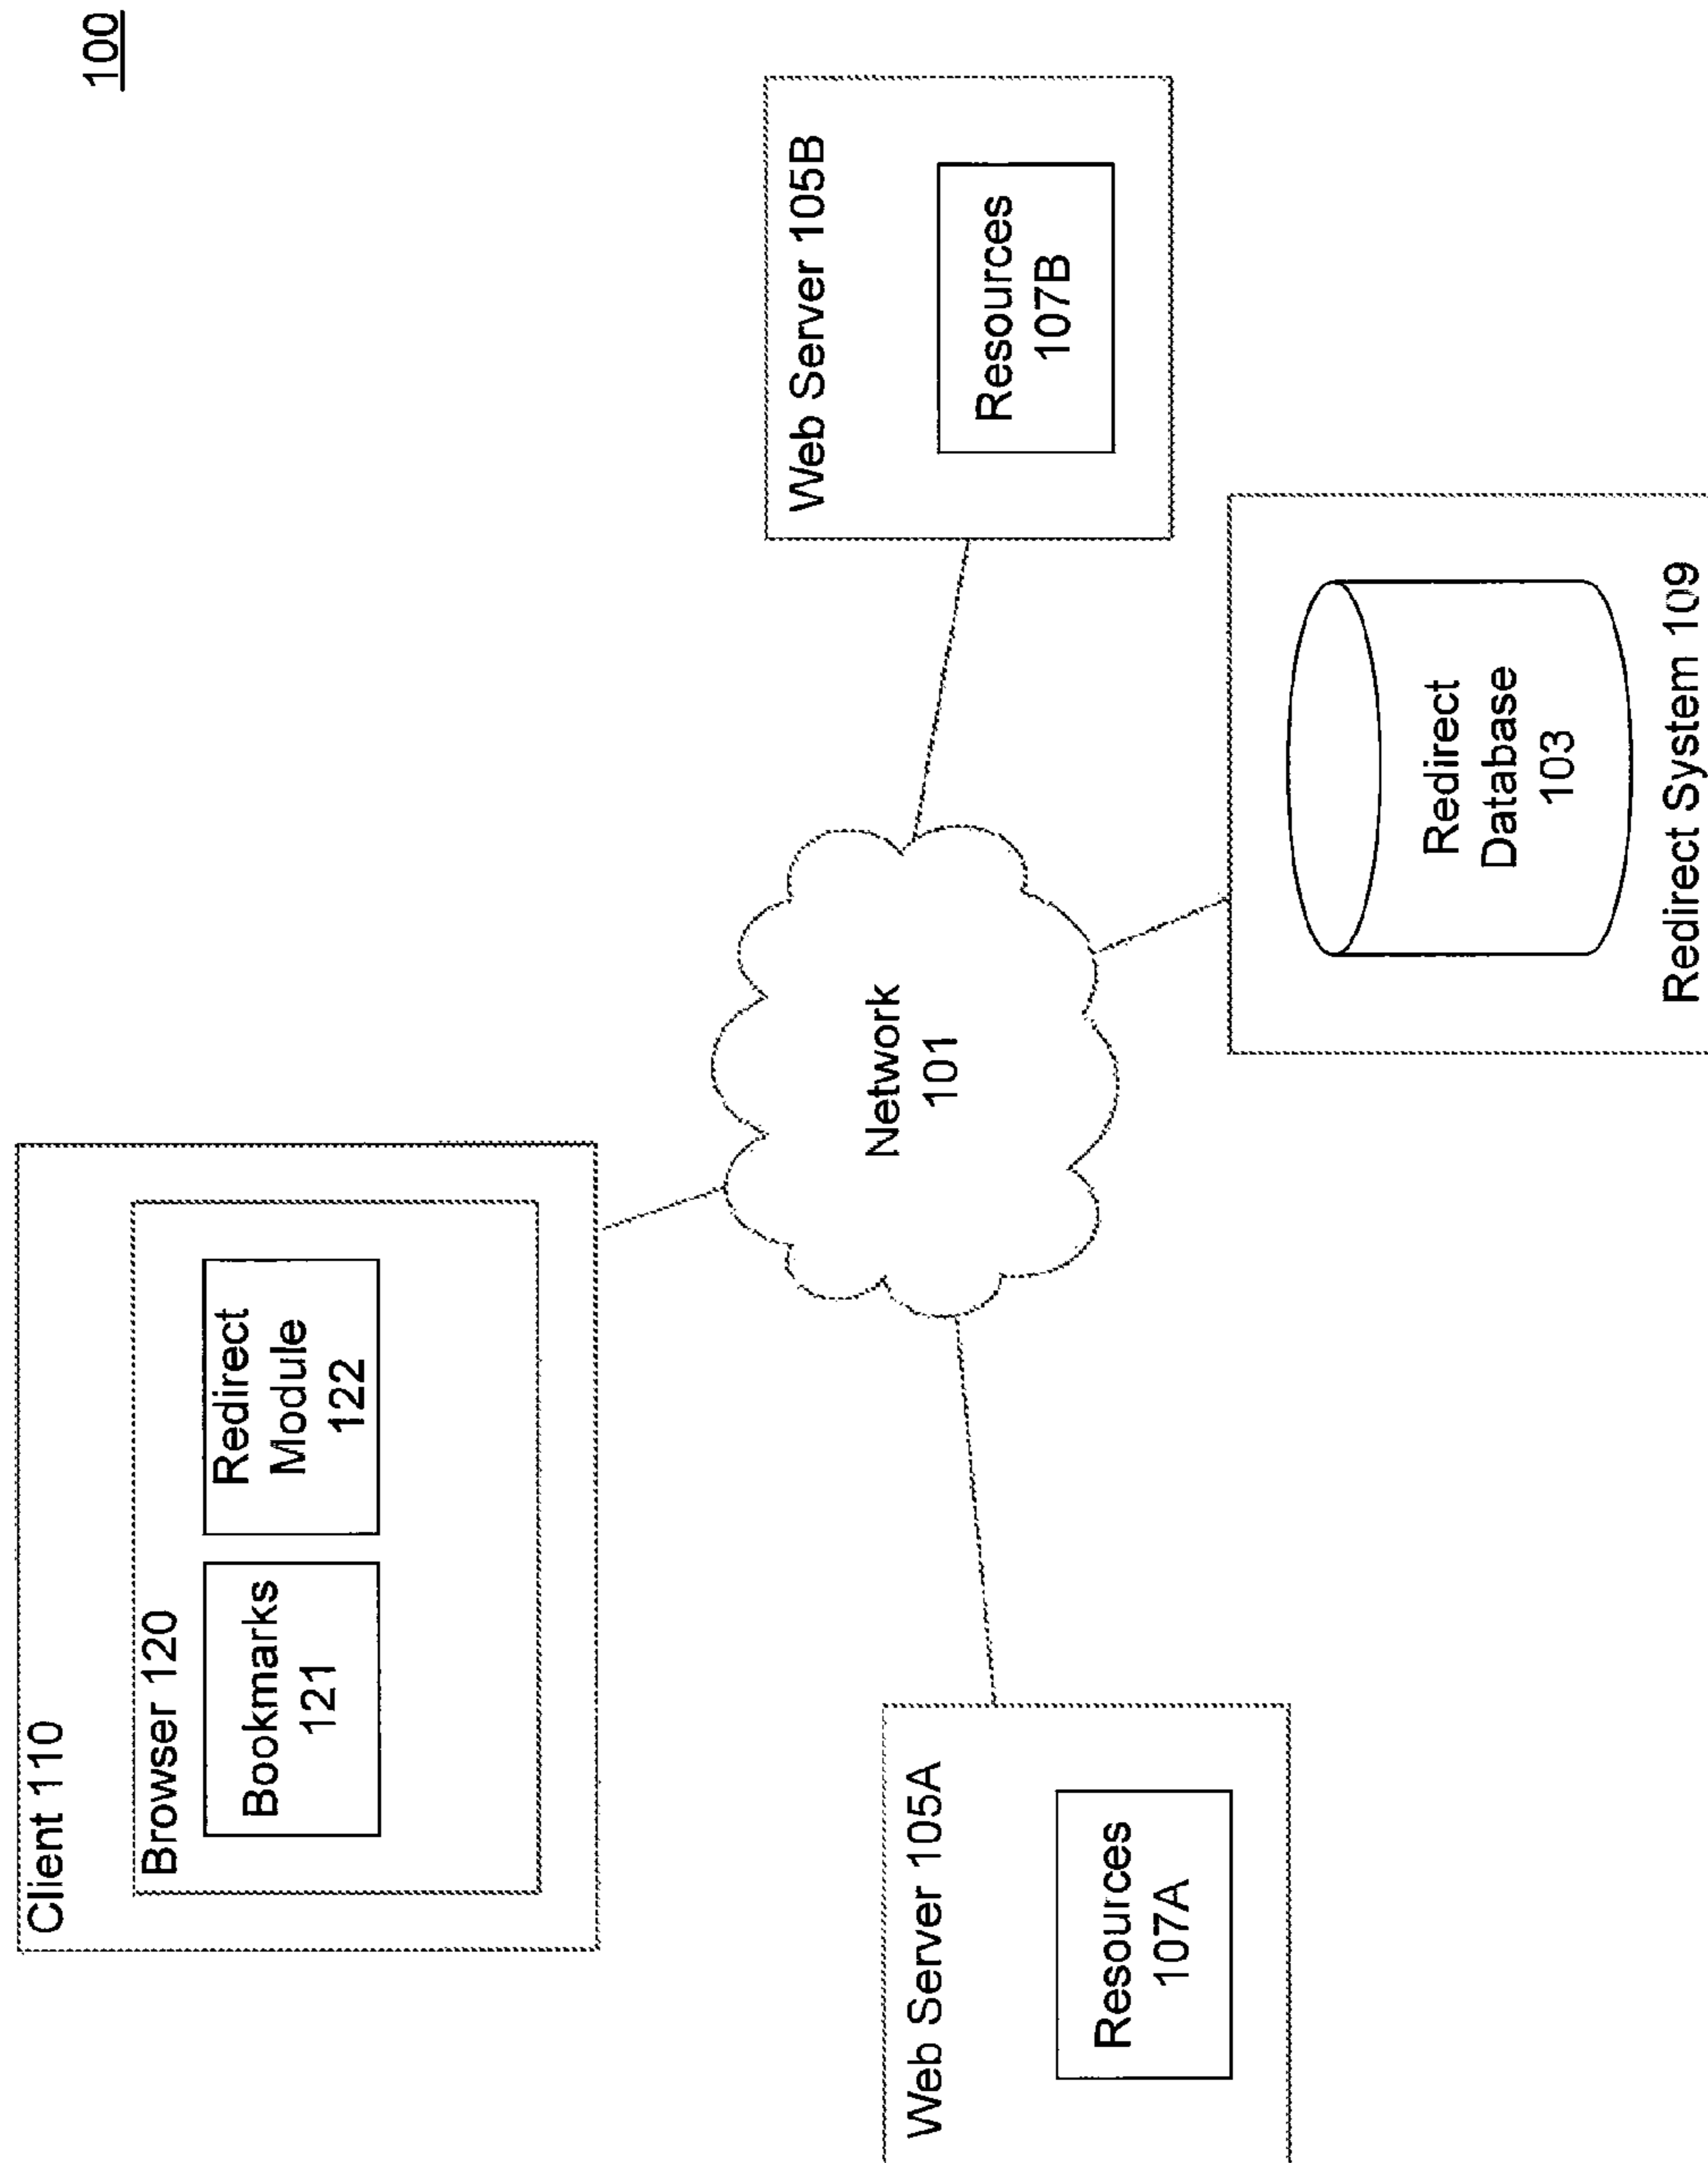 100
Client 110
Browser 120
Bookmarks
121
Redirect
Module
122
Network
101
Web Server 105A
Resources
107A
Web Server 105B
Resources
107B
Redirect
Database
103
Redirect System 109